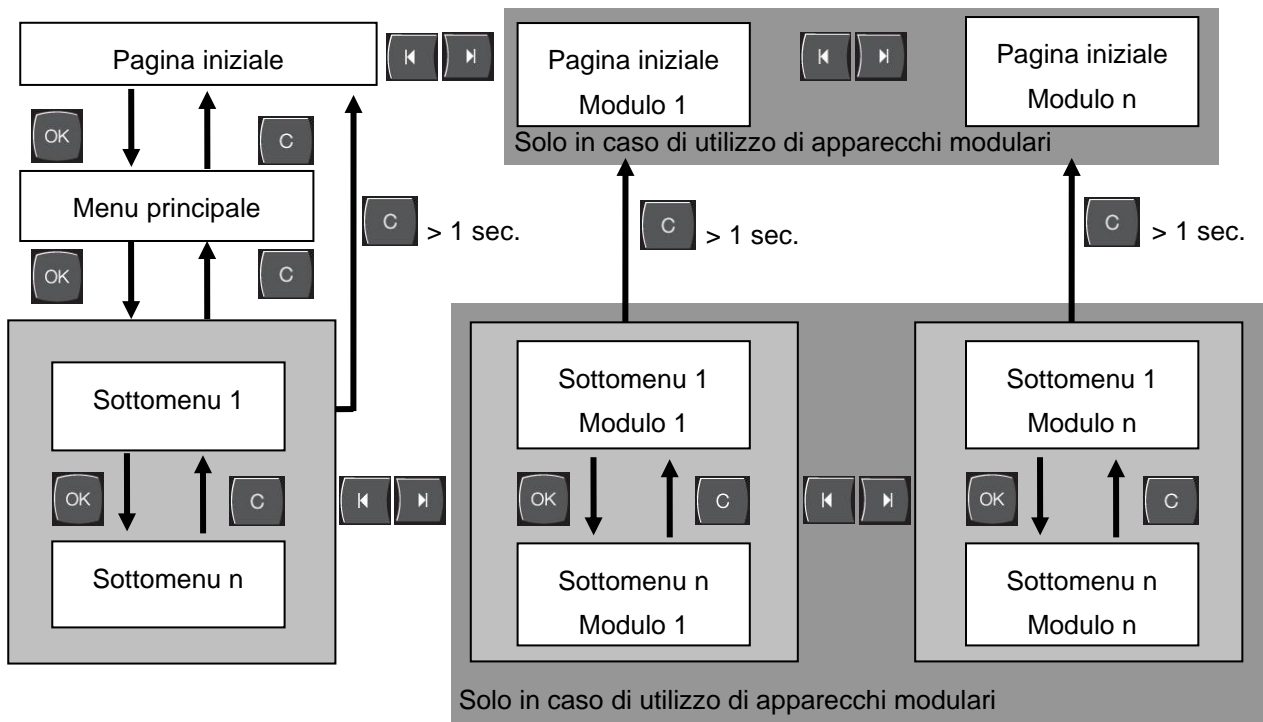 Pagina iniziale
Pagina iniziale
Modulo 1
Pagina iniziale
Modulo n
Solo in caso di utilizzo di apparecchi modulari
OK
C
Menu principale
C
> 1 sec.
C
> 1 sec.
C
> 1 sec.
OK
C
Sottomenu 1
Sottomenu 1
Modulo 1
Sottomenu 1
Modulo n
OK
C
OK
C
OK
C
Sottomenu n
Sottomenu n
Modulo 1
Sottomenu n
Modulo n
Solo in caso di utilizzo di apparecchi modulari